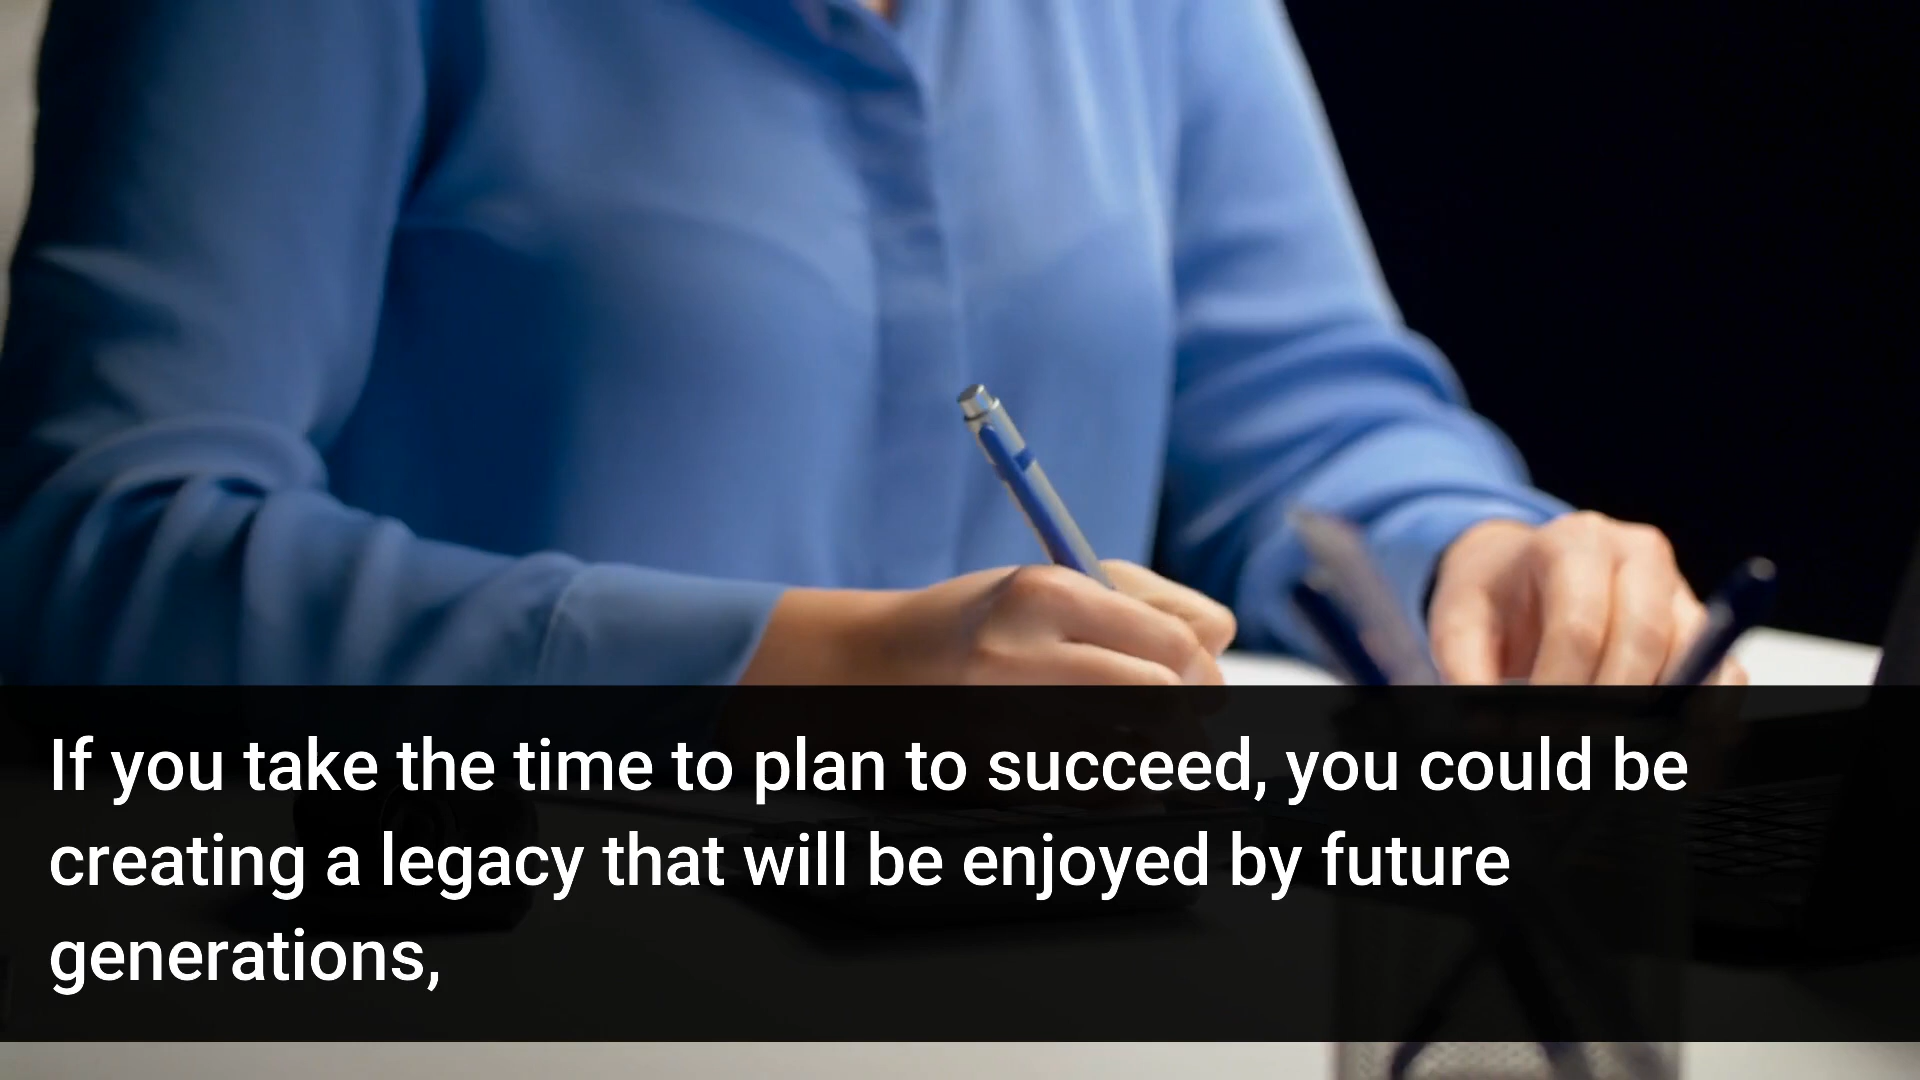 If you take the time to plan to succeed, you could be
creating a legacy that will be enjoyed by future
generations,